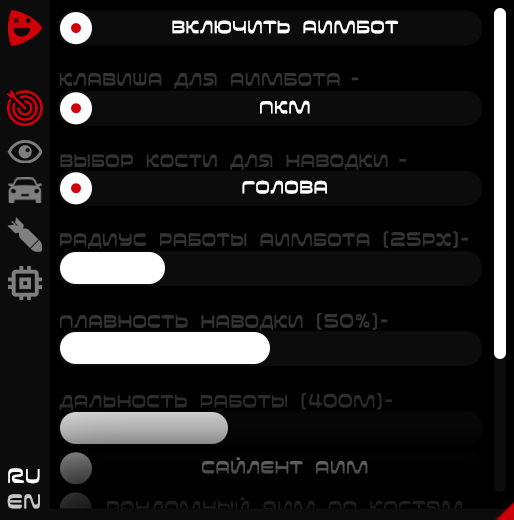 ВКЛЮЧИТЬ АИМБОТ
КЛАВИША ДЛЯ АИМБОТА -
ПКМ
ВЫБОР КОСТИ ДЛЯ НАВОДКИ -
ГОЛОВА
РАДИУС РАБОТЫ АИМБОТА (25PX)-
ПЛАВНОСТЬ НАВОДКИ (50%)-
ДАЛЬНОСТЬ РАБОТЫ (400М)-
САЙЛЕНТ АИМ
РАНДОМНЫЙ АИМ ПО КОСТЯМ
RU
EN